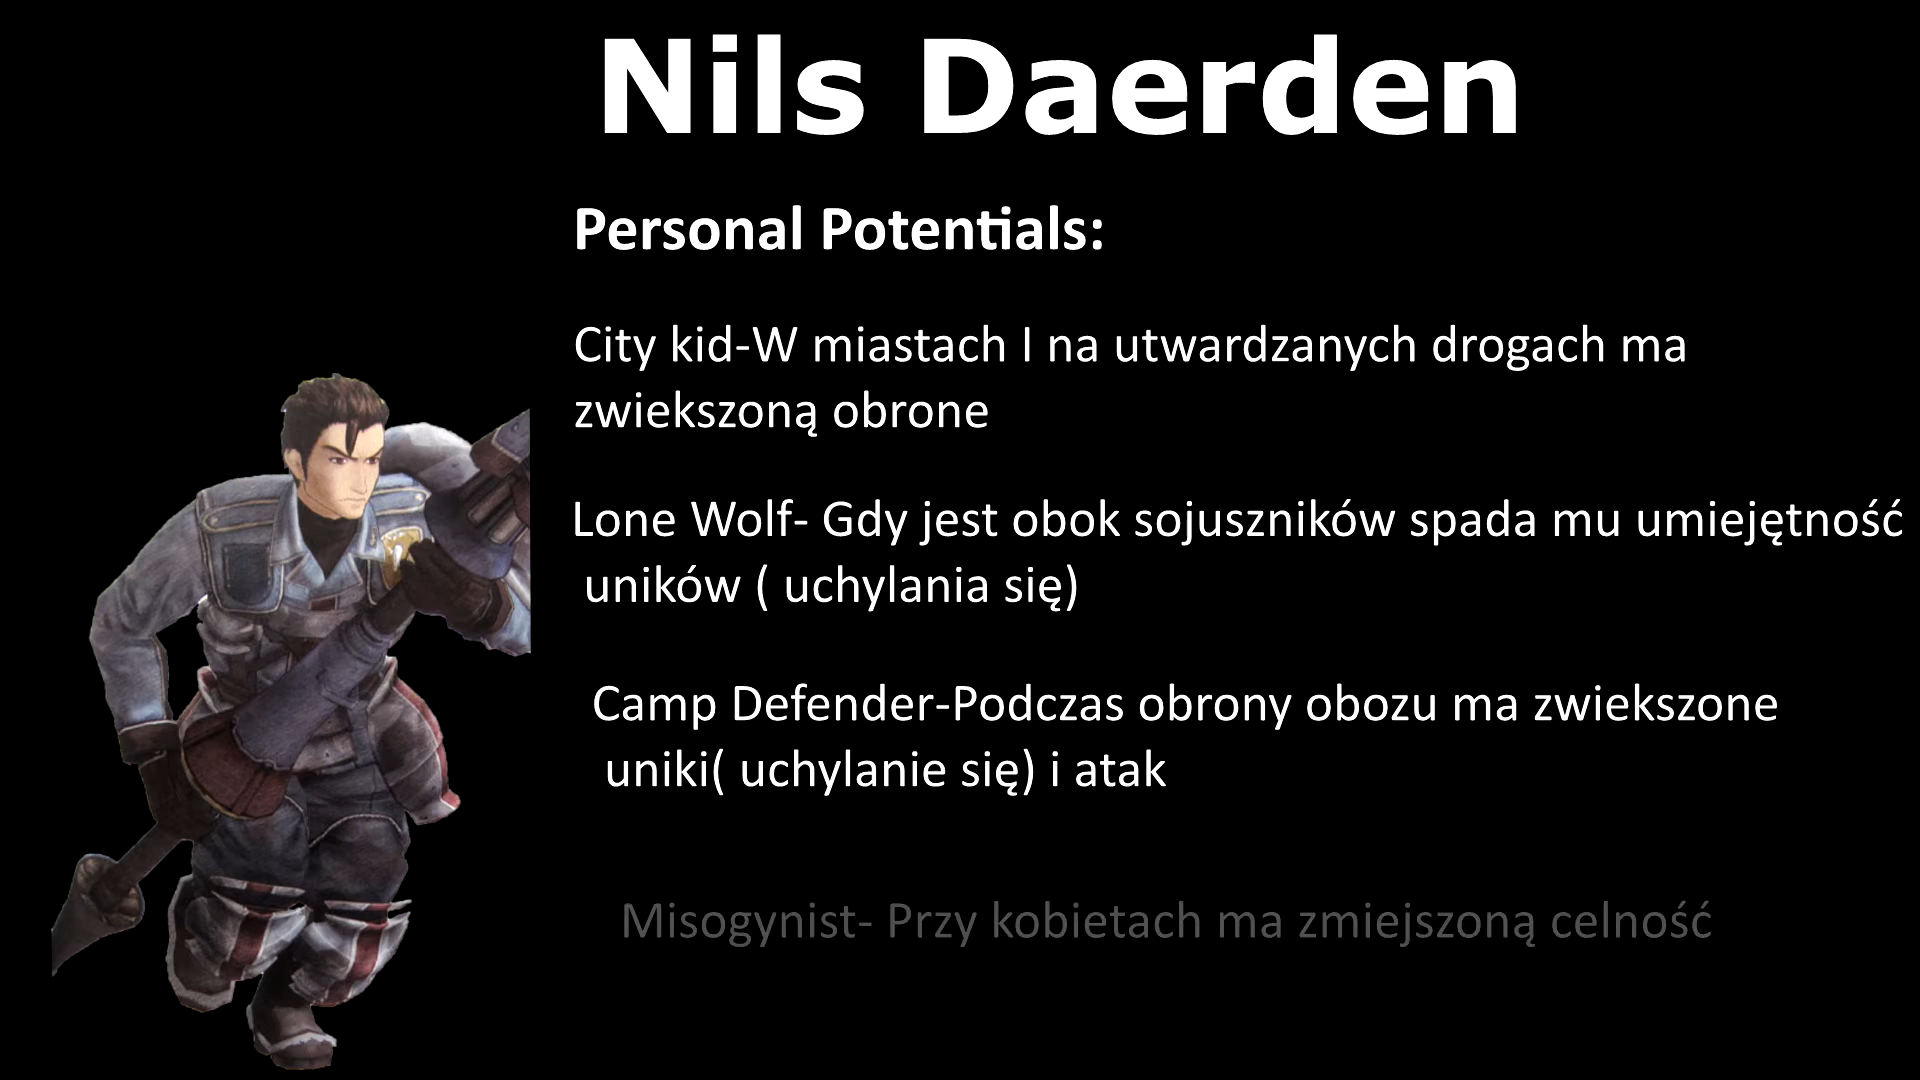 Nils Daerden
Personal Potentials:
City kid-W miastach I na utwardzanych drogach ma
zwiekszoną obrone
Lone Wolf- Gdy jest obok sojuszników spada mu umiejętność
uników ( uchylania się)
Camp Defender-Podczas obrony obozu ma zwiekszone
uniki( uchylanie się) i atak
Misogynist- Przy kobietach ma zmiejszoną celność